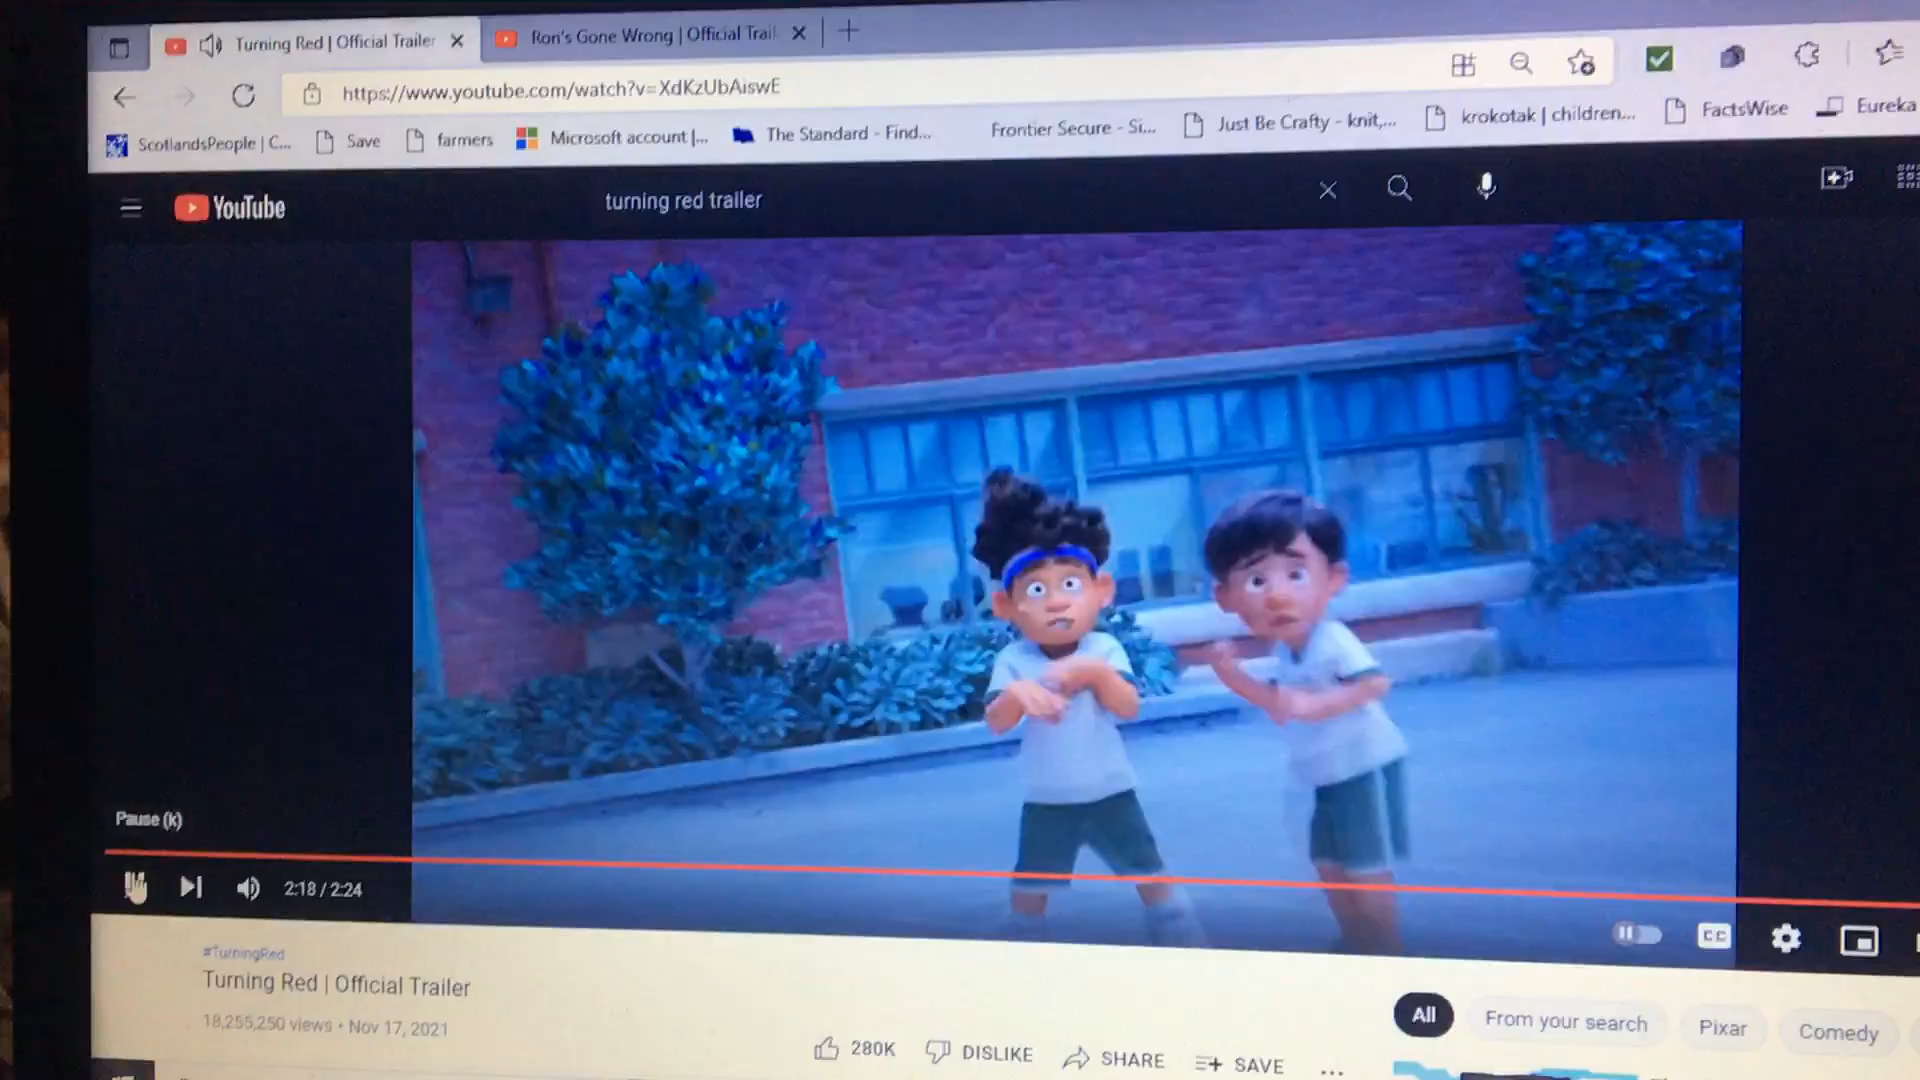 Turning Red | Official Trailer
Ron's Gone Wrong | Official Trail
https://www.youtube.com/watch?v=XdKzUbAiswE
ScotlandsPeople | C...
Save
farmers
Microsoft account |...
The Standard - Find...
Frontier Secure - Si...
Just Be Crafty - knit,...
krokotak | children...
FactsWise
Eureka
YouTube
turning red trailer
Pause (k)
2:18 / 2:24
CC
#TurningRed
Turning Red | Official Trailer
18,255,250 views • Nov 17, 2021
280K
DISLIKE
SHARE
SAVE
...
All
From your search
Pixar
Comedy